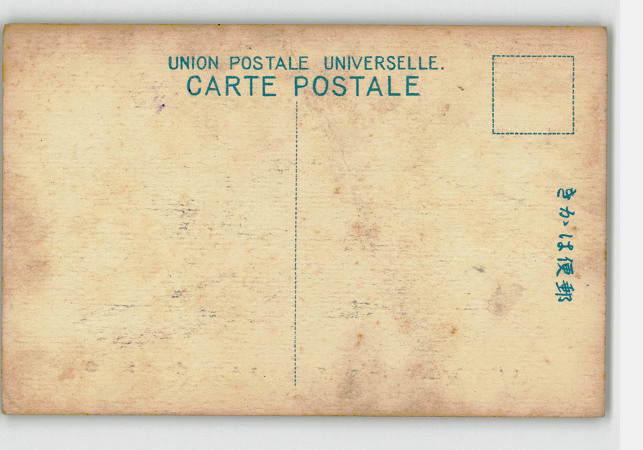 UNION POSTALE UNIVERSELLE.
CARTE POSTALE
郵便はかき